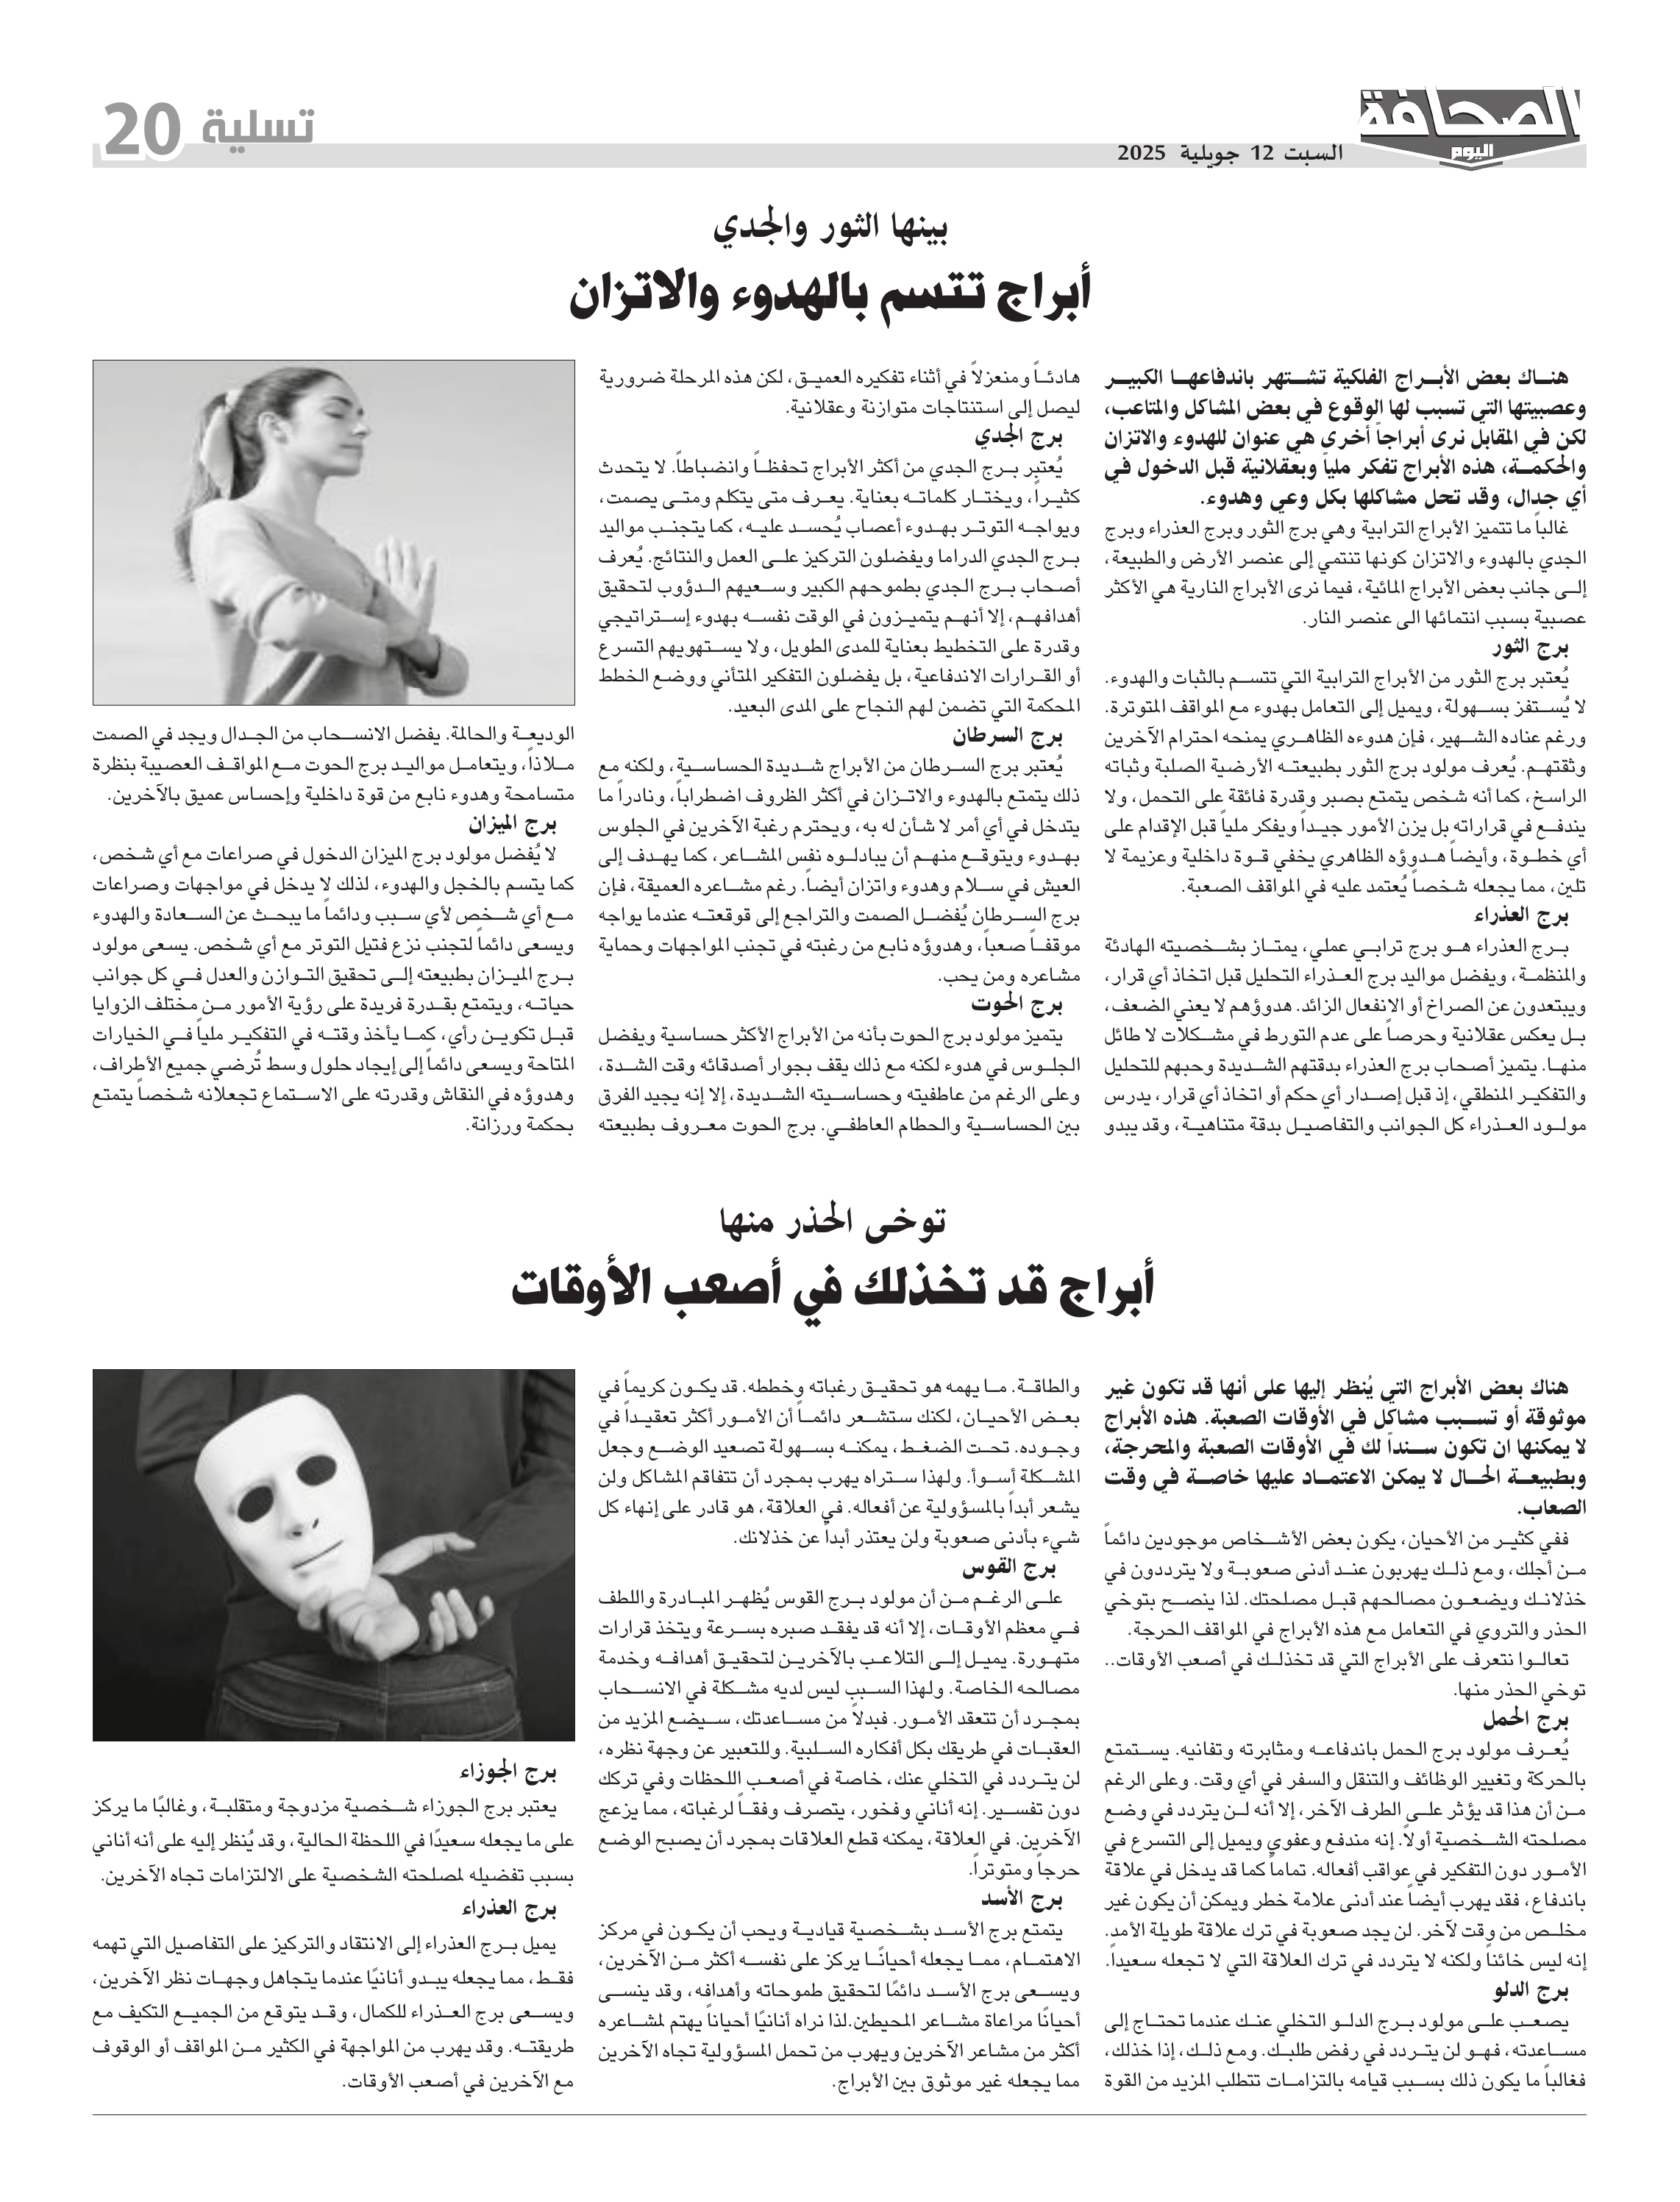 الصحافة
اليوم
السبت 12 جويلية 2025
تسلية 20
بينها الثور والجدي
أبراج تتسم بالهدوء والاتزان
هناك بعض الأبراج الفلكية تشتهر باندفاعها الكبير
وعصبيتها التي تسبب لها الوقوع في بعض المشاكل والمتاعب،
لكن في المقابل نرى أبراجاً أخرى هي عنوان للهدوء والاتزان
والحكمة، هذه الأبراج تفكر ملياً وبعقلانية قبل الدخول في
أي جدال، وقد تحل مشاكلها بكل وعي وهدوء.
غالباً ما تتميز الأبراج الترابية وهي برج الثور وبرج العذراء وبرج
الجدي بالهدوء والاتزان كونها تنتمي إلى عنصر الأرض والطبيعة،
إلى جانب بعض الأبراج المائية، فيما نرى الأبراج النارية هي الأكثر
عصبية بسبب انتمائها الى عنصر النار.
برج الثور
يُعتبر برج الثور من الأبراج الترابية التي تتسم بالثبات والهدوء.
لا يُستفز بسهولة، ويميل إلى التعامل بهدوء مع المواقف المتوترة.
ورغم عناده الشهير، فإن هدوءه الظاهري يمنحه احترام الآخرين
وثقتهم. يُعرف مولود برج الثور بطبيعته الأرضية الصلبة وثباته
الراسخ، كما أنه شخص يتمتع بصبر وقدرة فائقة على التحمل، ولا
يندفع في قراراته بل يزن الأمور جيداً ويفكر ملياً قبل الإقدام على
أي خطوة، وأيضاً هدوؤه الظاهري يخفي قوة داخلية وعزيمة لا
تلين، مما يجعله شخصاً يُعتمد عليه في المواقف الصعبة.
برج العذراء
برج العذراء هو برج ترابي عملي، يمتاز بشخصيته الهادئة
والمنظمة، ويفضل مواليد برج العذراء التحليل قبل اتخاذ أي قرار،
ويبتعدون عن الصراخ أو الانفعال الزائد. هدوؤهم لا يعني الضعف،
بل يعكس عقلانية وحرصاً على عدم التورط في مشكلات لا طائل
منها. يتميز أصحاب برج العذراء بدقتهم الشديدة وحبهم للتحليل
والتفكير المنطقي، إذ قبل إصدار أي حكم أو اتخاذ أي قرار، يدرس
مولود العذراء كل الجوانب والتفاصيل بدقة متناهية، وقد يبدو
هادئاً ومنعزلاً في أثناء تفكيره العميق، لكن هذه المرحلة ضرورية
ليصل إلى استنتاجات متوازنة وعقلانية.
برج الجدي
يُعتبر برج الجدي من أكثر الأبراج تحفظاً وانضباطاً. لا يتحدث
كثيراً، ويختار كلماته بعناية. يعرف متى يتكلم ومتى يصمت،
ويواجه التوتر بهدوء أعصاب يُحسد عليه، كما يتجنب مواليد
برج الجدي الدراما ويفضلون التركيز على العمل والنتائج. يُعرف
أصحاب برج الجدي بطموحهم الكبير وسعيهم الدؤوب لتحقيق
أهدافهم، إلا أنهم يتميزون في الوقت نفسه بهدوء إستراتيجي
وقدرة على التخطيط بعناية للمدى الطويل، ولا يستهويهم التسرع
أو القرارات الاندفاعية، بل يفضلون التفكير المتأني ووضع الخطط
المحكمة التي تضمن لهم النجاح على المدى البعيد.
برج السرطان
يُعتبر برج السرطان من الأبراج شديدة الحساسية، ولكنه مع
ذلك يتمتع بالهدوء والاتزان في أكثر الظروف اضطراباً، ونادراً ما
يتدخل في أي أمر لا شأن له به، ويحترم رغبة الآخرين في الجلوس
بهدوء ويتوقع منهم أن يبادلوه نفس المشاعر، كما يهدف إلى
العيش في سلام وهدوء واتزان أيضاً. رغم مشاعره العميقة، فإن
برج السرطان يُفضل الصمت والتراجع إلى قوقعته عندما يواجه
موقفاً صعباً، وهدوؤه نابع من رغبته في تجنب المواجهات وحماية
مشاعره ومن يحب.
برج الحوت
يتميز مولود برج الحوت بأنه من الأبراج الأكثر حساسية ويفضل
الجلوس في هدوء لكنه مع ذلك يقف بجوار أصدقائه وقت الشدة،
وعلى الرغم من عاطفيته وحساسيته الشديدة، إلا إنه يجيد الفرق
بين الحساسية والحطام العاطفي. برج الحوت معروف بطبيعته
الوديعة والحالمة. يفضل الانسحاب من الجدال ويجد في الصمت
ملاذاً، ويتعامل مواليد برج الحوت مع المواقف العصيبة بنظرة
متسامحة وهدوء نابع من قوة داخلية وإحساس عميق بالآخرين.
برج الميزان
لا يُفضل مولود برج الميزان الدخول في صراعات مع أي شخص،
كما يتسم بالخجل والهدوء، لذلك لا يدخل في مواجهات وصراعات
مع أي شخص لأي سبب ودائماً ما يبحث عن السعادة والهدوء
ويسعى دائماً لتجنب نزع فتيل التوتر مع أي شخص. يسعى مولود
برج الميزان بطبيعته إلى تحقيق التوازن والعدل في كل جوانب
حياته، ويتمتع بقدرة فريدة على رؤية الأمور من مختلف الزوايا
قبل تكوين رأي، كما يأخذ وقته في التفكير ملياً في الخيارات
المتاحة ويسعى دائماً إلى إيجاد حلول وسط تُرضي جميع الأطراف،
وهدوؤه في النقاش وقدرته على الاستماع تجعلانه شخصاً يتمتع
بحكمة ورزانة.
توخى الحذر منها
أبراج قد تخذلك في أصعب الأوقات
هناك بعض الأبراج التي يُنظر إليها على أنها قد تكون غير
موثوقة أو تسبب مشاكل في الأوقات الصعبة. هذه الأبراج
لا يمكنها ان تكون سنداً لك في الأوقات الصعبة والمحرجة،
وبطبيعة الحال لا يمكن الاعتماد عليها خاصة في وقت
الصعاب.
ففي كثير من الأحيان، يكون بعض الأشخاص موجودين دائماً
من أجلك، ومع ذلك يهربون عند أدنى صعوبة ولا يترددون في
خذلانك ويضعون مصالحهم قبل مصلحتك. لذا ينصح بتوخي
الحذر والتروي في التعامل مع هذه الأبراج في المواقف الحرجة.
تعالوا نتعرف على الأبراج التي قد تخذلك في أصعب الأوقات..
توخي الحذر منها.
برج الحمل
يُعرف مولود برج الحمل باندفاعه ومثابرته وتفانيه. يستمتع
بالحركة وتغيير الوظائف والتنقل والسفر في أي وقت. وعلى الرغم
من أن هذا قد يؤثر على الطرف الآخر، إلا أنه لن يتردد في وضع
مصلحته الشخصية أولاً. إنه مندفع وعفوي ويميل إلى التسرع في
الأمور دون التفكير في عواقب أفعاله. تماماً كما قد يدخل في علاقة
باندفاع، فقد يهرب أيضاً عند أدنى علامة خطر ويمكن أن يكون غير
مخلص من وقت لآخر. لن يجد صعوبة في ترك علاقة طويلة الأمد.
إنه ليس خائناً ولكنه لا يتردد في ترك العلاقة التي لا تجعله سعيداً.
برج الدلو
يصعب على مولود برج الدلو التخلي عنك عندما تحتاج إلى
مساعدته، فهو لن يتردد في رفض طلبك. ومع ذلك، إذا خذلك،
فغالباً ما يكون ذلك بسبب قيامه بالتزامات تتطلب المزيد من القوة
والطاقة. ما يهمه هو تحقيق رغباته وخططه. قد يكون كريماً في
بعض الأحيان، لكنك ستشعر دائماً أن الأمور أكثر تعقيداً في
وجوده. تحت الضغط، يمكنه بسهولة تصعيد الوضع وجعل
المشكلة أسوأ. ولهذا ستراه يهرب بمجرد أن تتفاقم المشاكل ولن
يشعر أبداً بالمسؤولية عن أفعاله. في العلاقة، هو قادر على إنهاء كل
شيء بأدنى صعوبة ولن يعتذر أبداً عن خذلانك.
برج القوس
على الرغم من أن مولود برج القوس يُظهر المبادرة واللطف
في معظم الأوقات، إلا أنه قد يفقد صبره بسرعة ويتخذ قرارات
متهورة. يميل إلى التلاعب بالآخرين لتحقيق أهدافه وخدمة
مصالحه الخاصة. ولهذا السبب ليس لديه مشكلة في الانسحاب
بمجرد أن تتعقد الأمور. فبدلاً من مساعدتك، سيضع المزيد من
العقبات في طريقك بكل أفكاره السلبية. وللتعبير عن وجهة نظره،
لن يتردد في التخلي عنك، خاصة في أصعب اللحظات وفي تركك
دون تفسير. إنه أناني وفخور، يتصرف وفقاً لرغباته، مما يزعج
الآخرين. في العلاقة، يمكنه قطع العلاقات بمجرد أن يصبح الوضع
حرجاً ومتوتراً.
برج الأسد
يتمتع برج الأسد بشخصية قيادية ويحب أن يكون في مركز
الاهتمام، مما يجعله أحيانًا يركز على نفسه أكثر من الآخرين،
ويسعى برج الأسد دائمًا لتحقيق طموحاته وأهدافه، وقد ينسى
أحيانًا مراعاة مشاعر المحيطين.لذا نراه أنانيًا أحياناً يهتم لمشاعره
أكثر من مشاعر الآخرين ويهرب من تحمل المسؤولية تجاه الآخرين
مما يجعله غير موثوق بين الأبراج.
برج الجوزاء
يعتبر برج الجوزاء شخصية مزدوجة ومتقلبة، وغالبًا ما يركز
على ما يجعله سعيدًا في اللحظة الحالية، وقد يُنظر إليه على أنه أناني
بسبب تفضيله لمصلحته الشخصية على الالتزامات تجاه الآخرين.
برج العذراء
يميل برج العذراء إلى الانتقاد والتركيز على التفاصيل التي تهمه
فقط، مما يجعله يبدو أنانيًا عندما يتجاهل وجهات نظر الآخرين،
ويسعى برج العذراء للكمال، وقد يتوقع من الجميع التكيف مع
طريقته. وقد يهرب من المواجهة في الكثير من المواقف أو الوقوف
مع الآخرين في أصعب الأوقات.